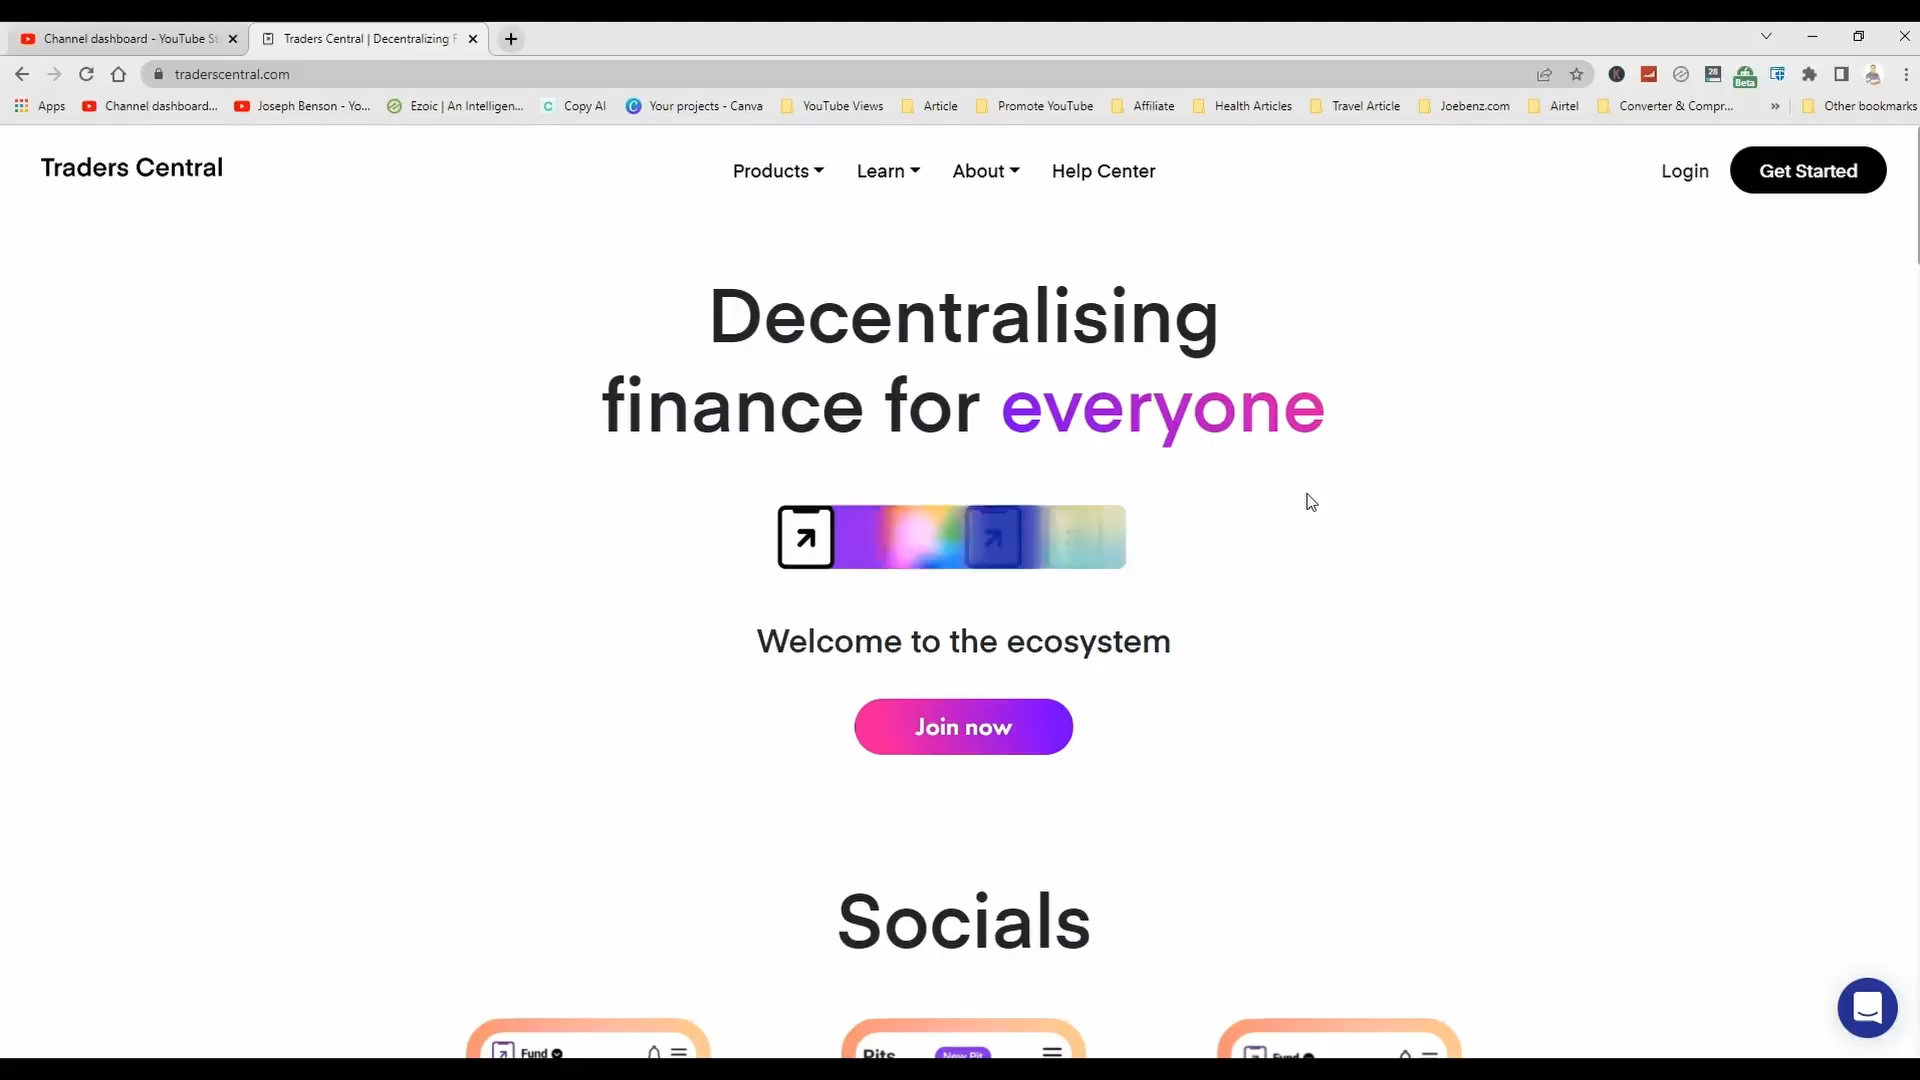 Channel dashboard - YouTube St
Traders Central | Decentralizing F
traderscentral.com
28
Beta
Apps
Channel dashboard...
Joseph Benson - Yo...
Ezoic | An Intelligen...
Copy AI
Your projects - Canva
YouTube Views
Article
Promote YouTube
Affiliate
Health Articles
Travel Article
Joebenz.com
Airtel
Converter & Compr...
»
Other bookmarks
Traders Central
Products
Learn
About
Help Center
Login
Get Started
Decentralising
finance for everyone
Welcome to the ecosystem
Join now
Socials
Fund
Pits
New Pit
Fund